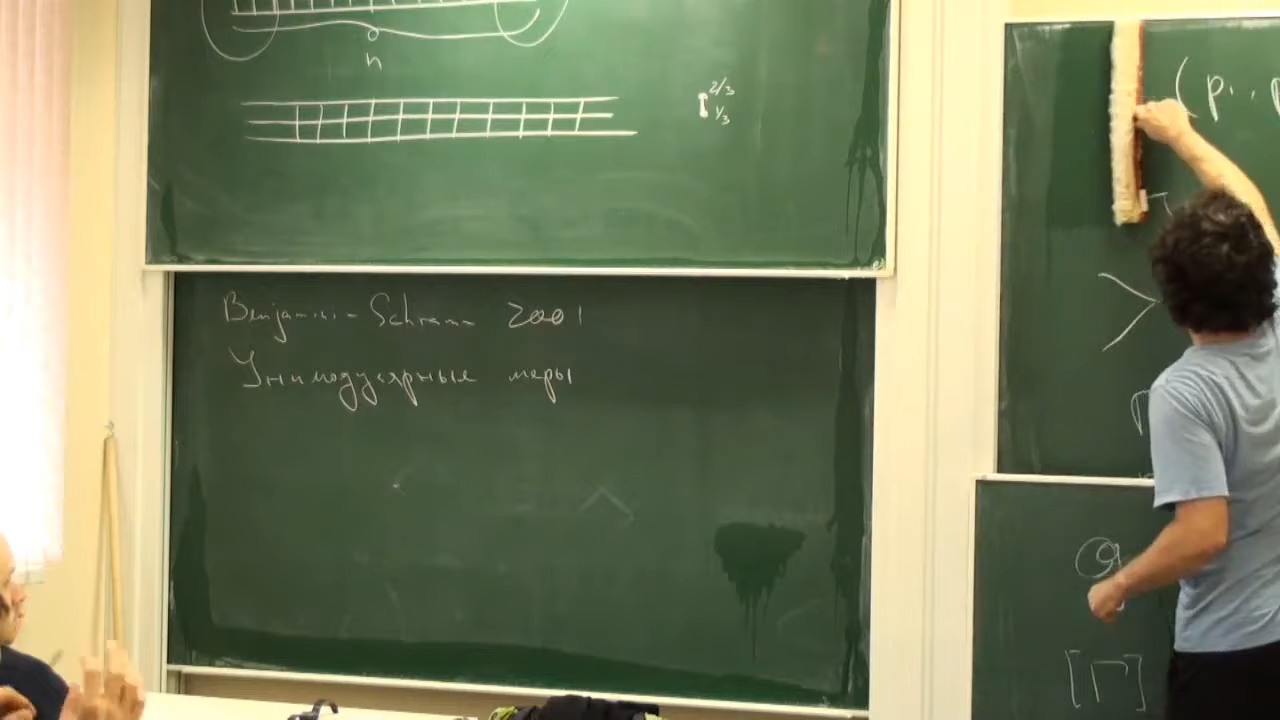 n
2/3
1/3
Benjamini - Schramm 2001
Унимодулярные меры
(p.., p
[Г]